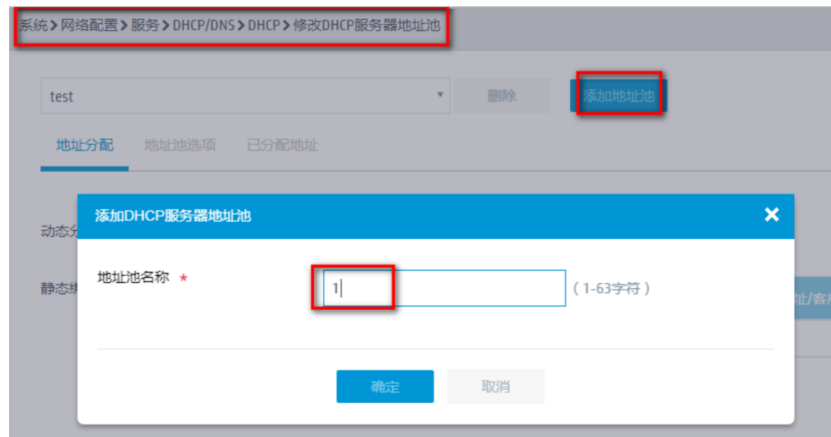 系统>网络配置>服务>DHCP/DNS>DHCP>修改DHCP服务器地址池
test 删除 添加地址池
地址分配 地址池选项 已分配地址
添加DHCP服务器地址池
动态分
地址池名称 * 1 (1-63字符)
静态绑
址/客户
确定 取消